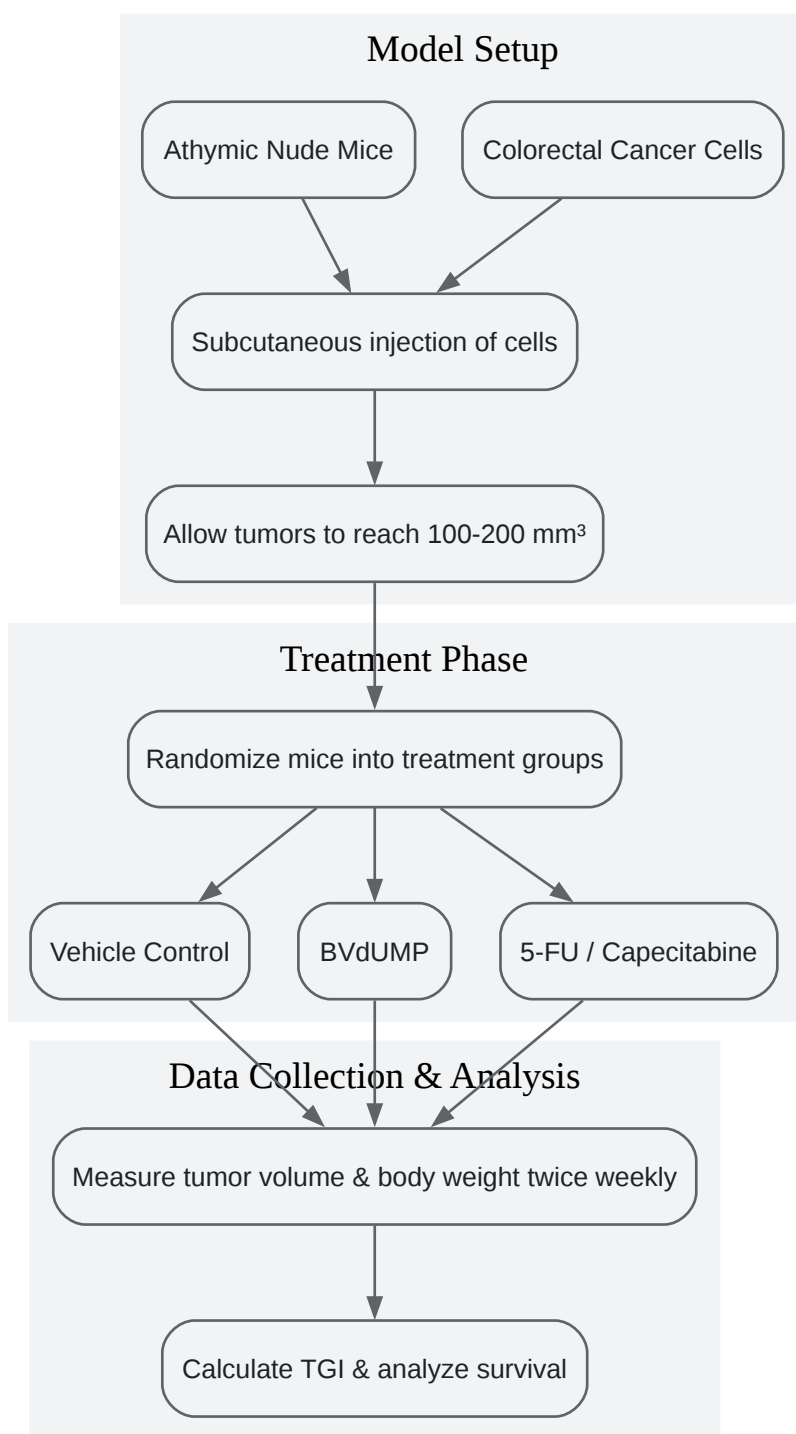 Model Setup
Athymic Nude Mice
Colorectal Cancer Cells
Subcutaneous injection of cells
Allow tumors to reach 100-200 mm³
Treatment Phase
Randomize mice into treatment groups
Vehicle Control
BVdUMP
5-FU / Capecitabine
Data Collection & Analysis
Measure tumor volume & body weight twice weekly
Calculate TGI & analyze survival